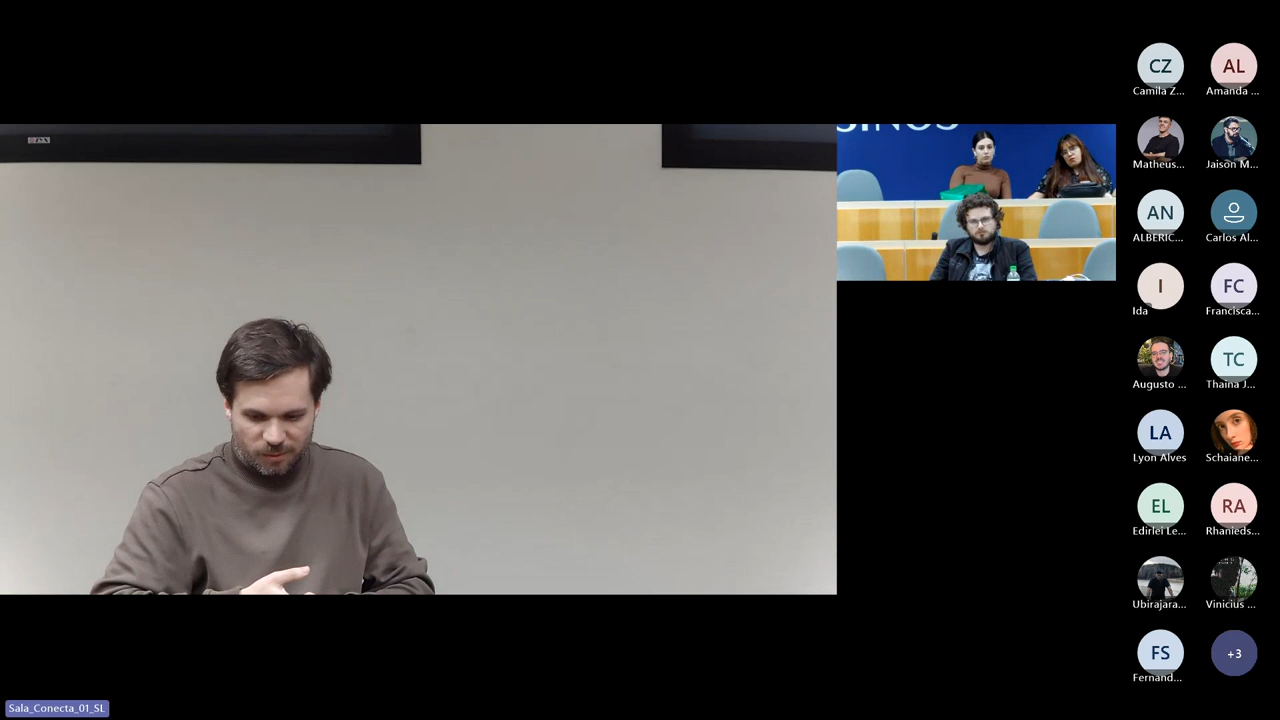 SINOS
CZ
Camila Z...
AL
Amanda ...
Matheus...
Jaison M...
AN
ALBERIC...
Carlos Al...
I
Ida
FC
Francisca...
Augusto ...
TC
Thaina J...
LA
Lyon Alves
Schaiane...
EL
Edirlei Le...
RA
Rhanieds...
Ubirajara...
Vinicius ...
FS
Fernand...
+3
Sala_Conecta_01_SL